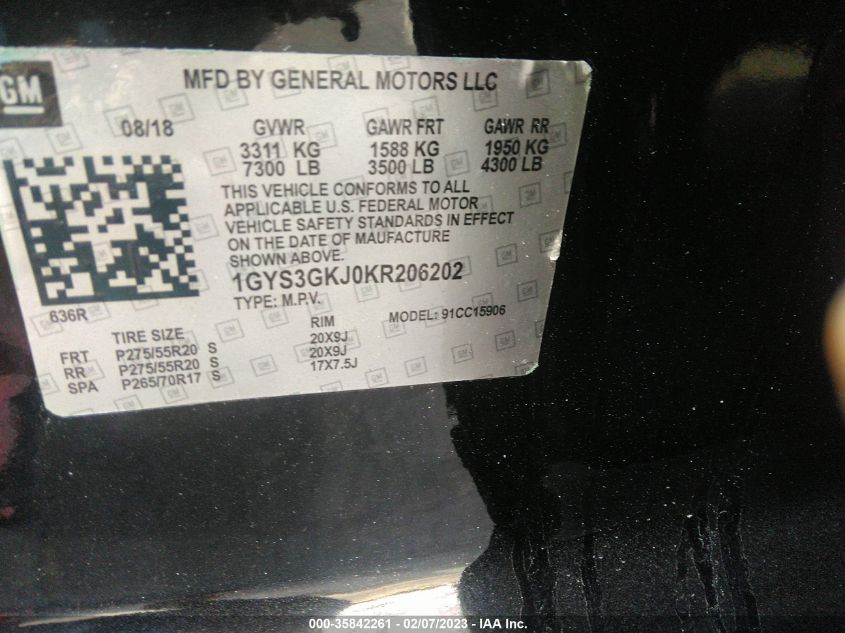 GM
MFD BY GENERAL MOTORS LLC
08/18 GVWR GAWR FRT GAWR RR
3311 KG 1588 KG 1950 KG
7300 LB 3500 LB 4300 LB
THIS VEHICLE CONFORMS TO ALL
APPLICABLE U.S. FEDERAL MOTOR
VEHICLE SAFETY STANDARDS IN EFFECT
ON THE DATE OF MAUFACTURE
SHOWN ABOVE.
1GYS3GKJ0KR206202
TYPE: M.P.V. MODEL: 91CC15906
636R
TIRE SIZE RIM
FRT P275/55R20 S 20X9J
RR P275/55R20 S 20X9J
SPA P265/70R17 S 17X7.5J
000-35842261 - 02/07/2023 - IAA Inc.